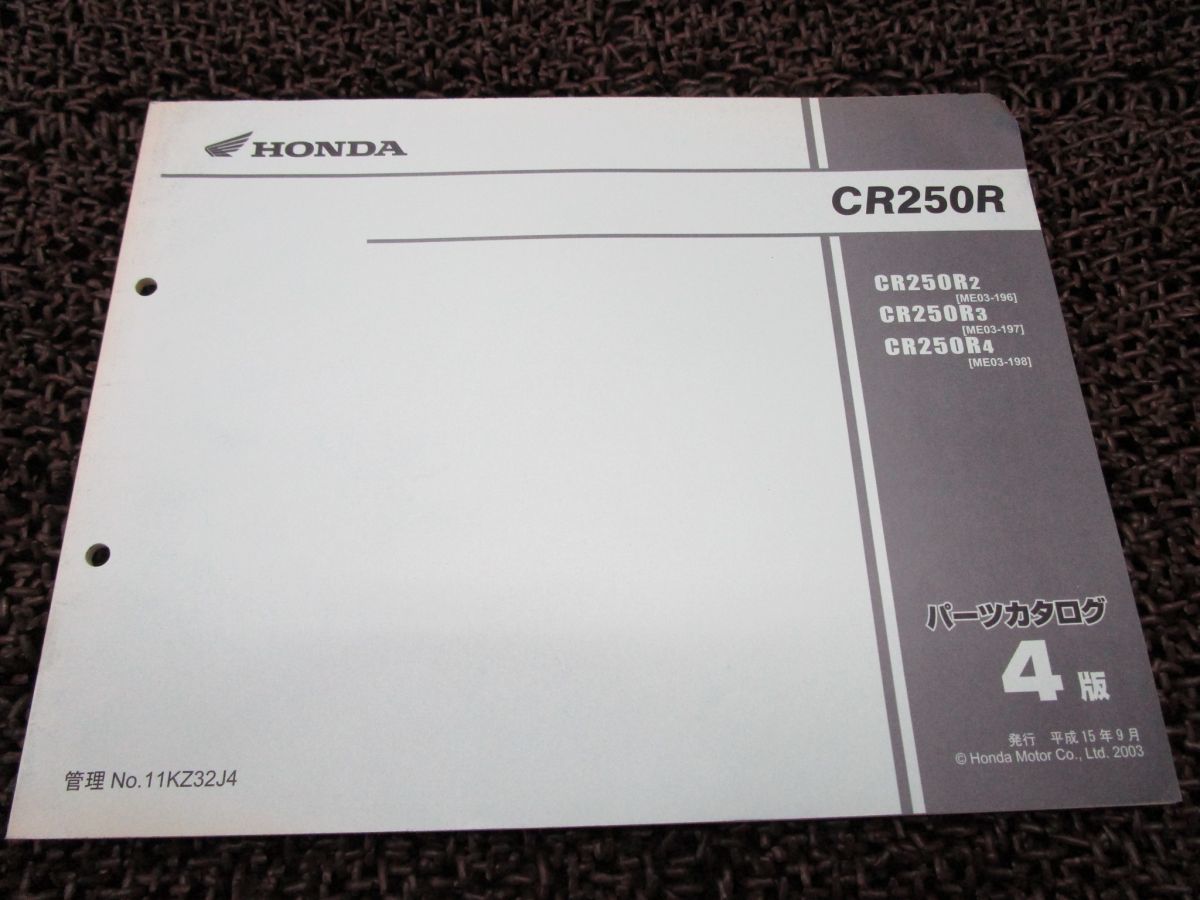 HONDA
CR250R
CR250R2
[ME03-196]
CR250R3
[ME03-197]
CR250R4
[ME03-198]
パーツカタログ
4版
発行 平成15年9月
© Honda Motor Co., Ltd. 2003
管理 No.11KZ32J4